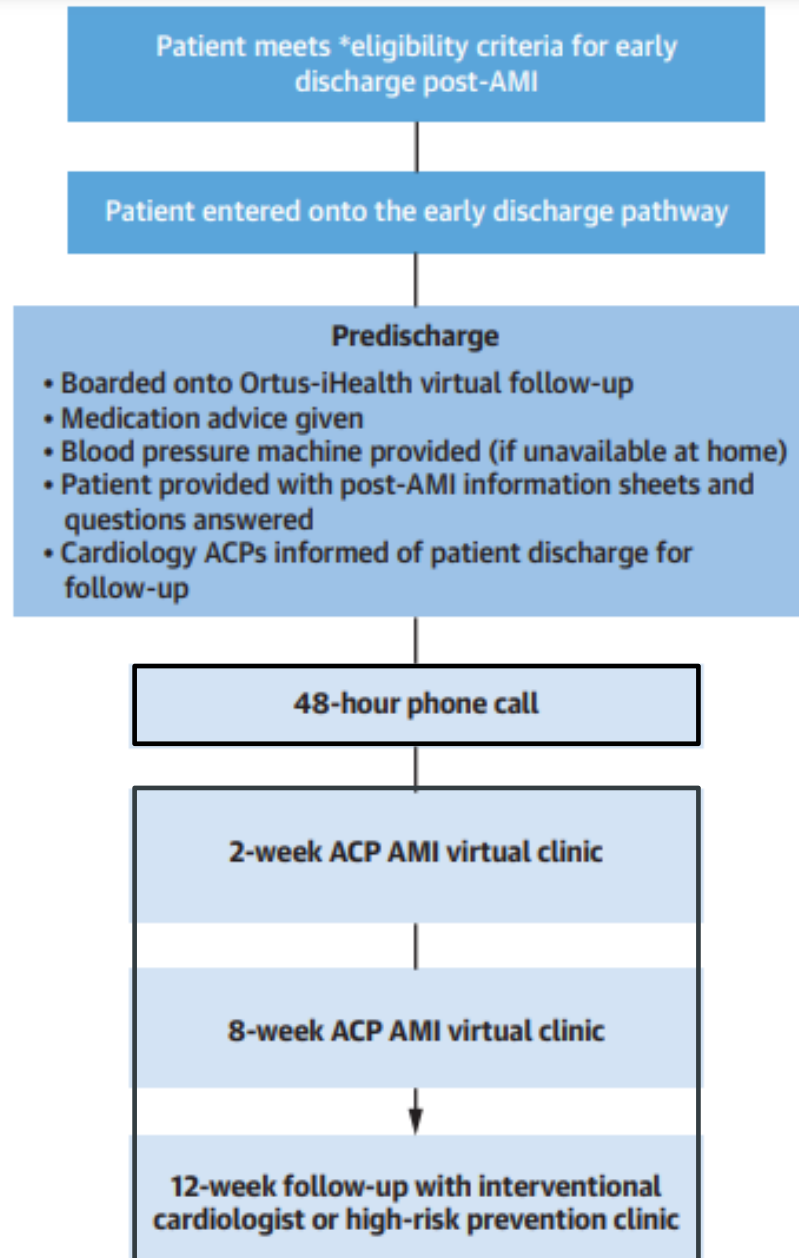 Patient meets *eligibility criteria for early
discharge post-AMI
Patient entered onto the early discharge pathway
Predischarge
• Boarded onto Ortus-iHealth virtual follow-up
• Medication advice given
• Blood pressure machine provided (if unavailable at home)
• Patient provided with post-AMI information sheets and
questions answered
• Cardiology ACPs informed of patient discharge for
follow-up
48-hour phone call
2-week ACP AMI virtual clinic
8-week ACP AMI virtual clinic
12-week follow-up with interventional
cardiologist or high-risk prevention clinic